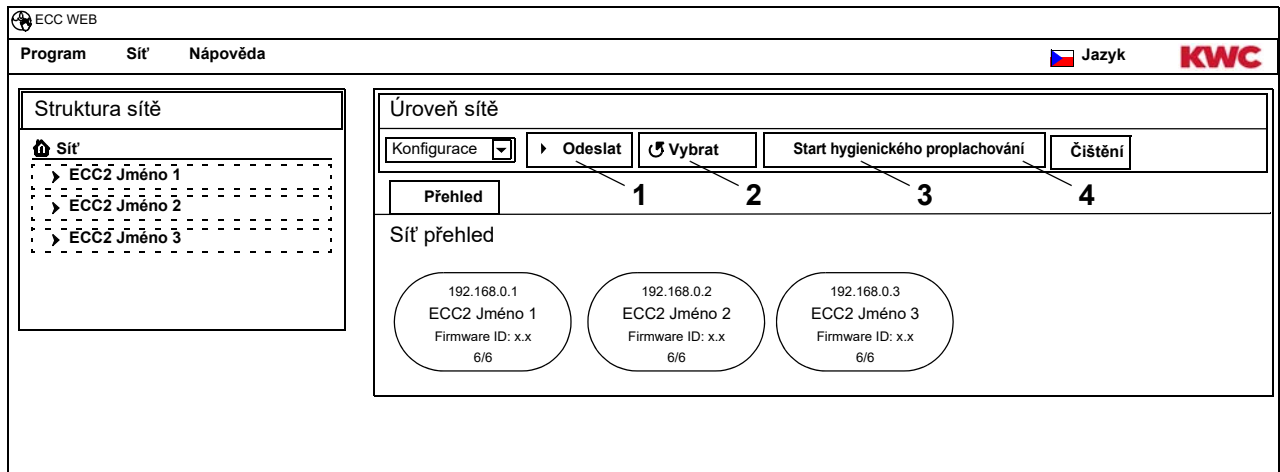 ECC WEB
Program Síť Nápověda Jazyk KWC
Struktura sítě
Síť
ECC2 Jméno 1
ECC2 Jméno 2
ECC2 Jméno 3
Úroveň sítě
Konfigurace Odeslat Vybrat Start hygienického proplachování Čištění
1 2 3 4
Přehled
Síť přehled
192.168.0.1
ECC2 Jméno 1
Firmware ID: x.x
6/6
192.168.0.2
ECC2 Jméno 2
Firmware ID: x.x
6/6
192.168.0.3
ECC2 Jméno 3
Firmware ID: x.x
6/6